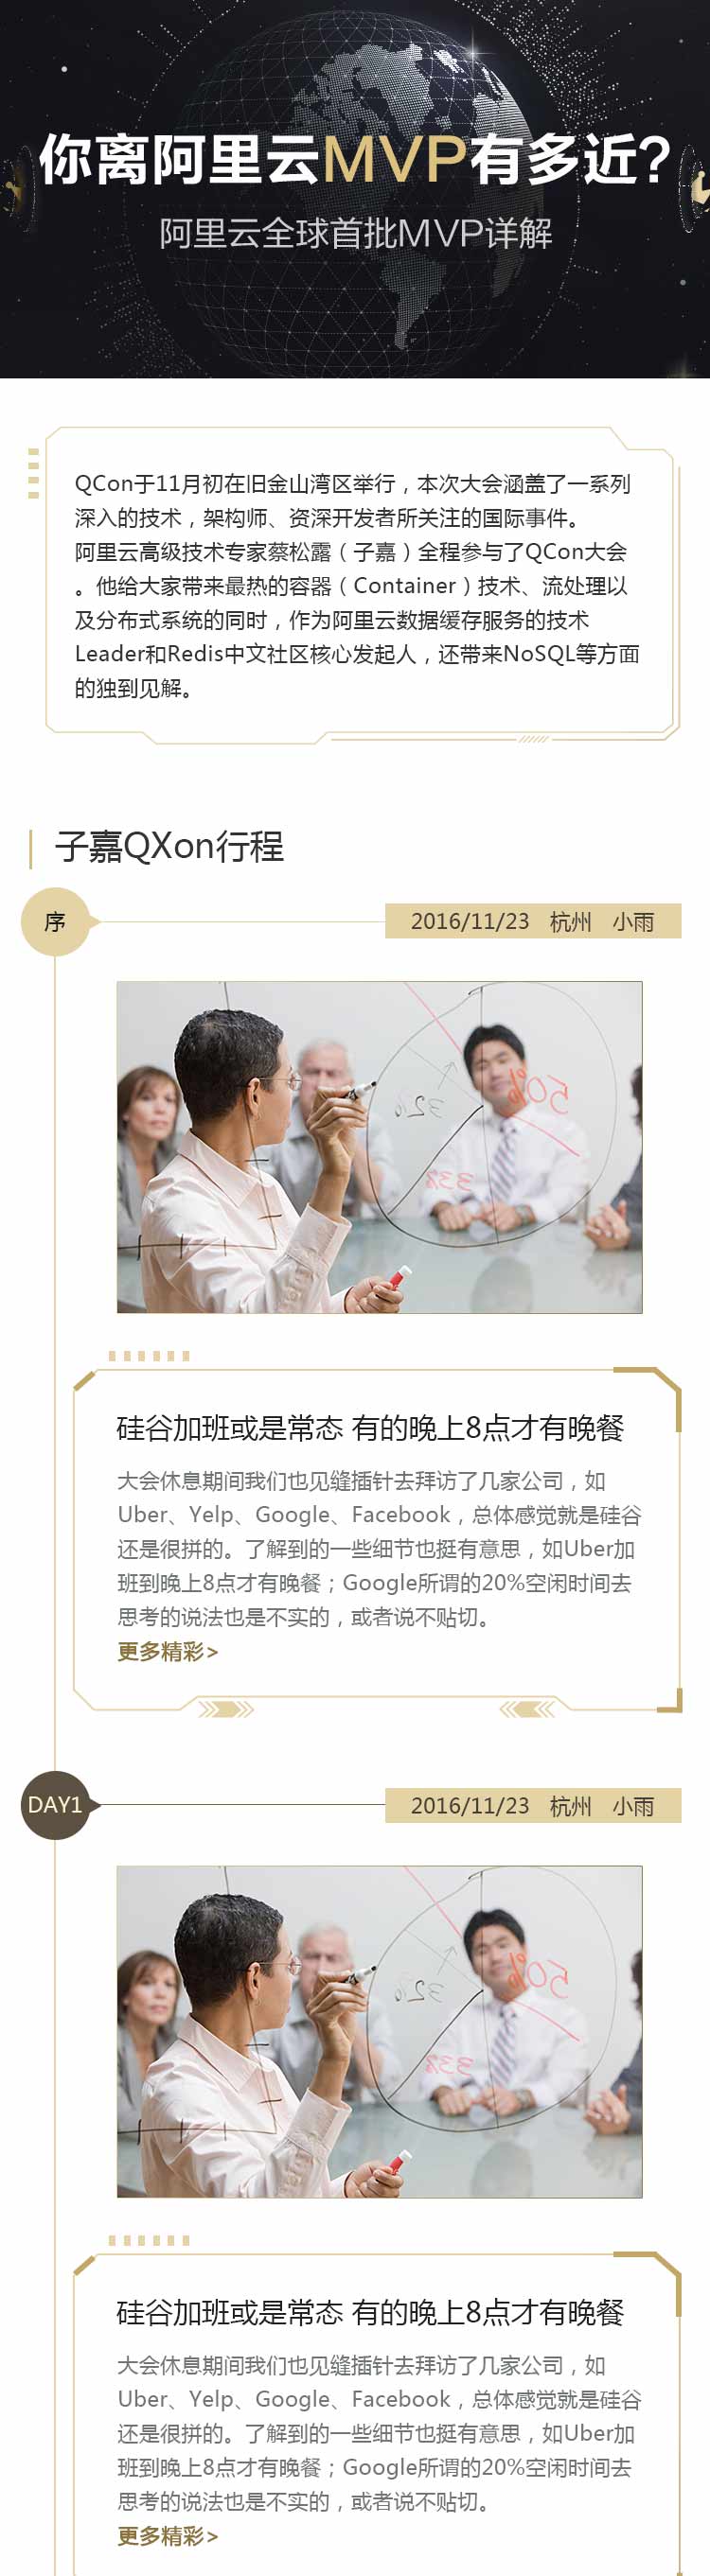 你离阿里云MVP有多近?
阿里云全球首批MVP详解
QCon于11月初在旧金山湾区举行，本次大会涵盖了一系列
深入的技术，架构师、资深开发者所关注的国际事件。
阿里云高级技术专家蔡松露（子嘉）全程参与了QCon大会
。他给大家带来最热的容器（Container）技术、流处理以
及分布式系统的同时，作为阿里云数据缓存服务的技术
Leader和Redis中文社区核心发起人，还带来NoSQL等方面
的独到见解。
子嘉QXon行程
序
2016/11/23 杭州 小雨
50%
32%
33%
硅谷加班或是常态 有的晚上8点才有晚餐
大会休息期间我们也见缝插针去拜访了几家公司，如
Uber、Yelp、Google、Facebook，总体感觉就是硅谷
还是很拼的。了解到的一些细节也挺有意思，如Uber加
班到晚上8点才有晚餐；Google所谓的20%空闲时间去
思考的说法也是不实的，或者说不贴切。
更多精彩>
DAY1
2016/11/23 杭州 小雨
50%
32%
33%
硅谷加班或是常态 有的晚上8点才有晚餐
大会休息期间我们也见缝插针去拜访了几家公司，如
Uber、Yelp、Google、Facebook，总体感觉就是硅谷
还是很拼的。了解到的一些细节也挺有意思，如Uber加
班到晚上8点才有晚餐；Google所谓的20%空闲时间去
思考的说法也是不实的，或者说不贴切。
更多精彩>